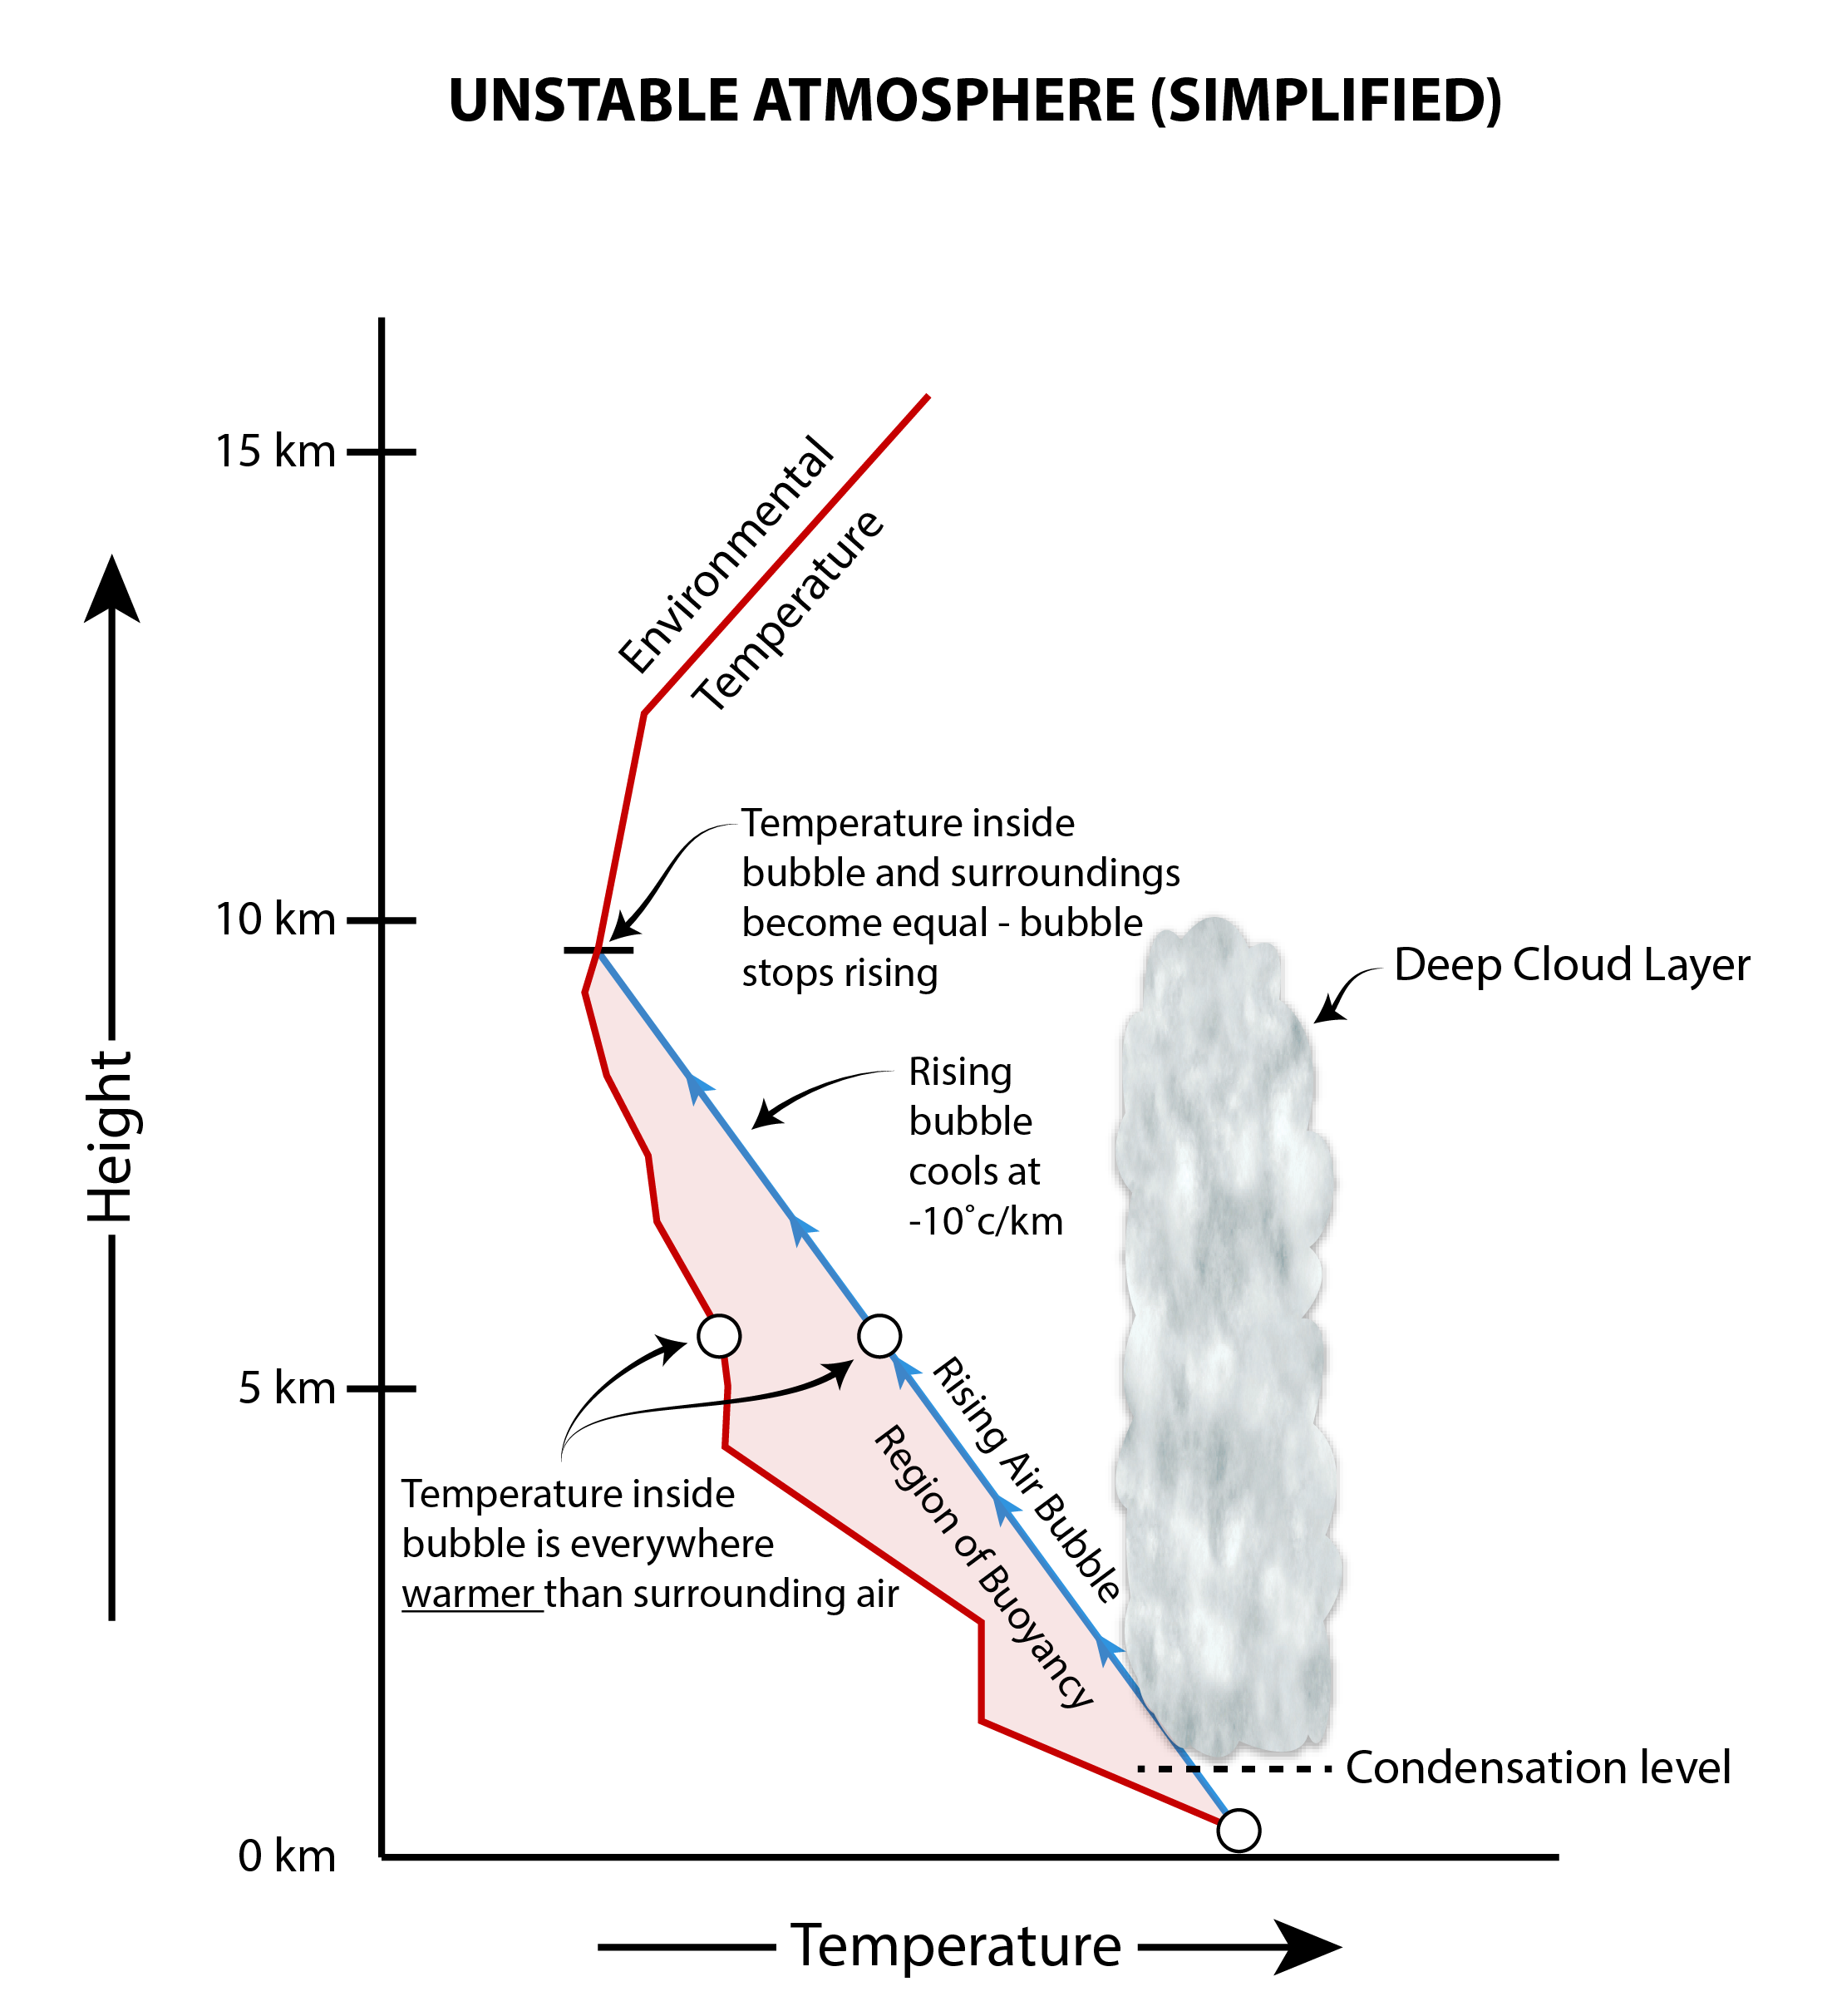 UNSTABLE ATMOSPHERE (SIMPLIFIED)
15 km
10 km
5 km
0 km
Height
Environmental
Temperature
Temperature inside
bubble and surroundings
become equal - bubble
stops rising
Deep Cloud Layer
Rising
bubble
cools at
-10˚c/km
Rising Air Bubble
Region of Buoyancy
Temperature inside
bubble is everywhere
warmer than surrounding air
Condensation level
Temperature